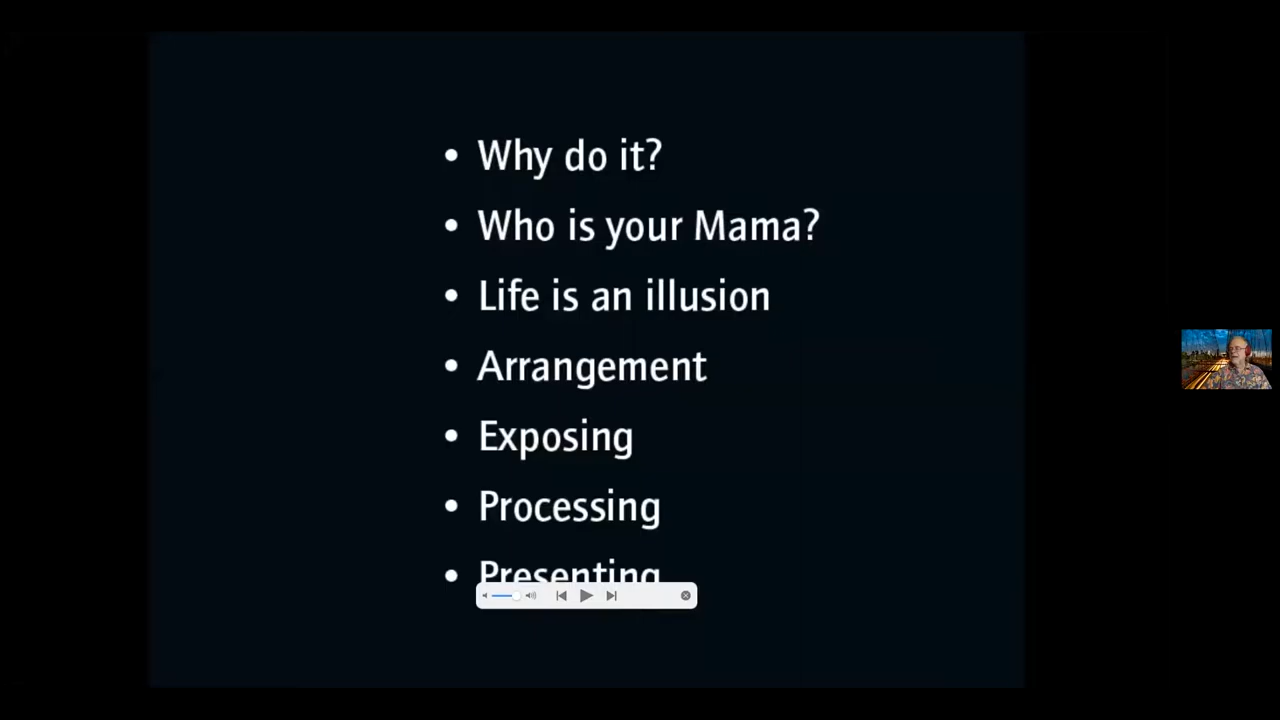 • Why do it?
• Who is your Mama?
• Life is an illusion
• Arrangement
• Exposing
• Processing
• Presenting